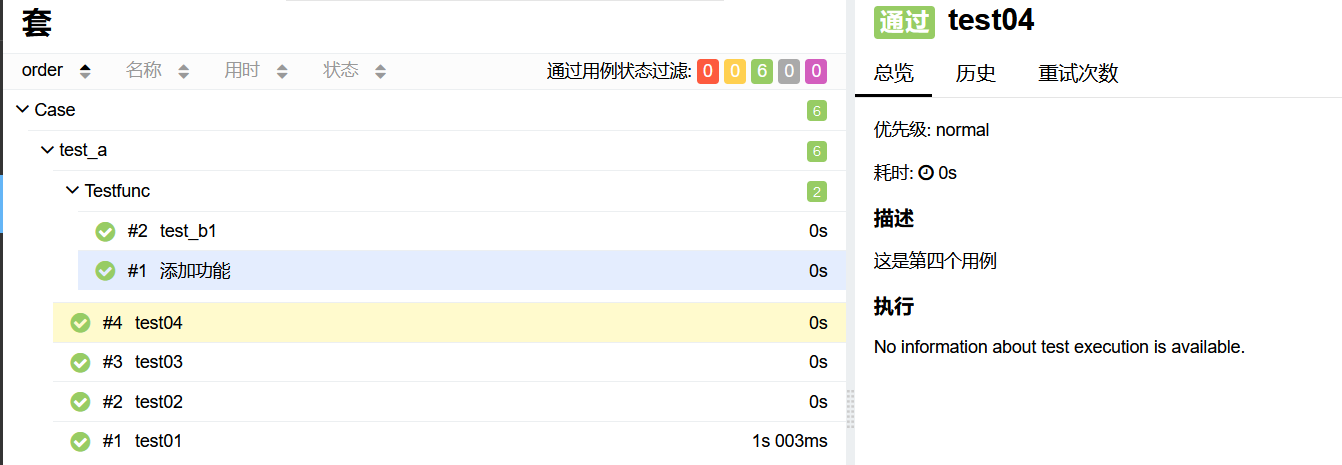 套
order 名称 用时 状态 通过用例状态过滤: 0 0 6 0 0
Case 6
test_a 6
Testfunc 2
#2 test_b1 0s
#1 添加功能 0s
#4 test04 0s
#3 test03 0s
#2 test02 0s
#1 test01 1s 003ms
通过 test04
总览 历史 重试次数
优先级: normal
耗时: 0s
描述
这是第四个用例
执行
No information about test execution is available.